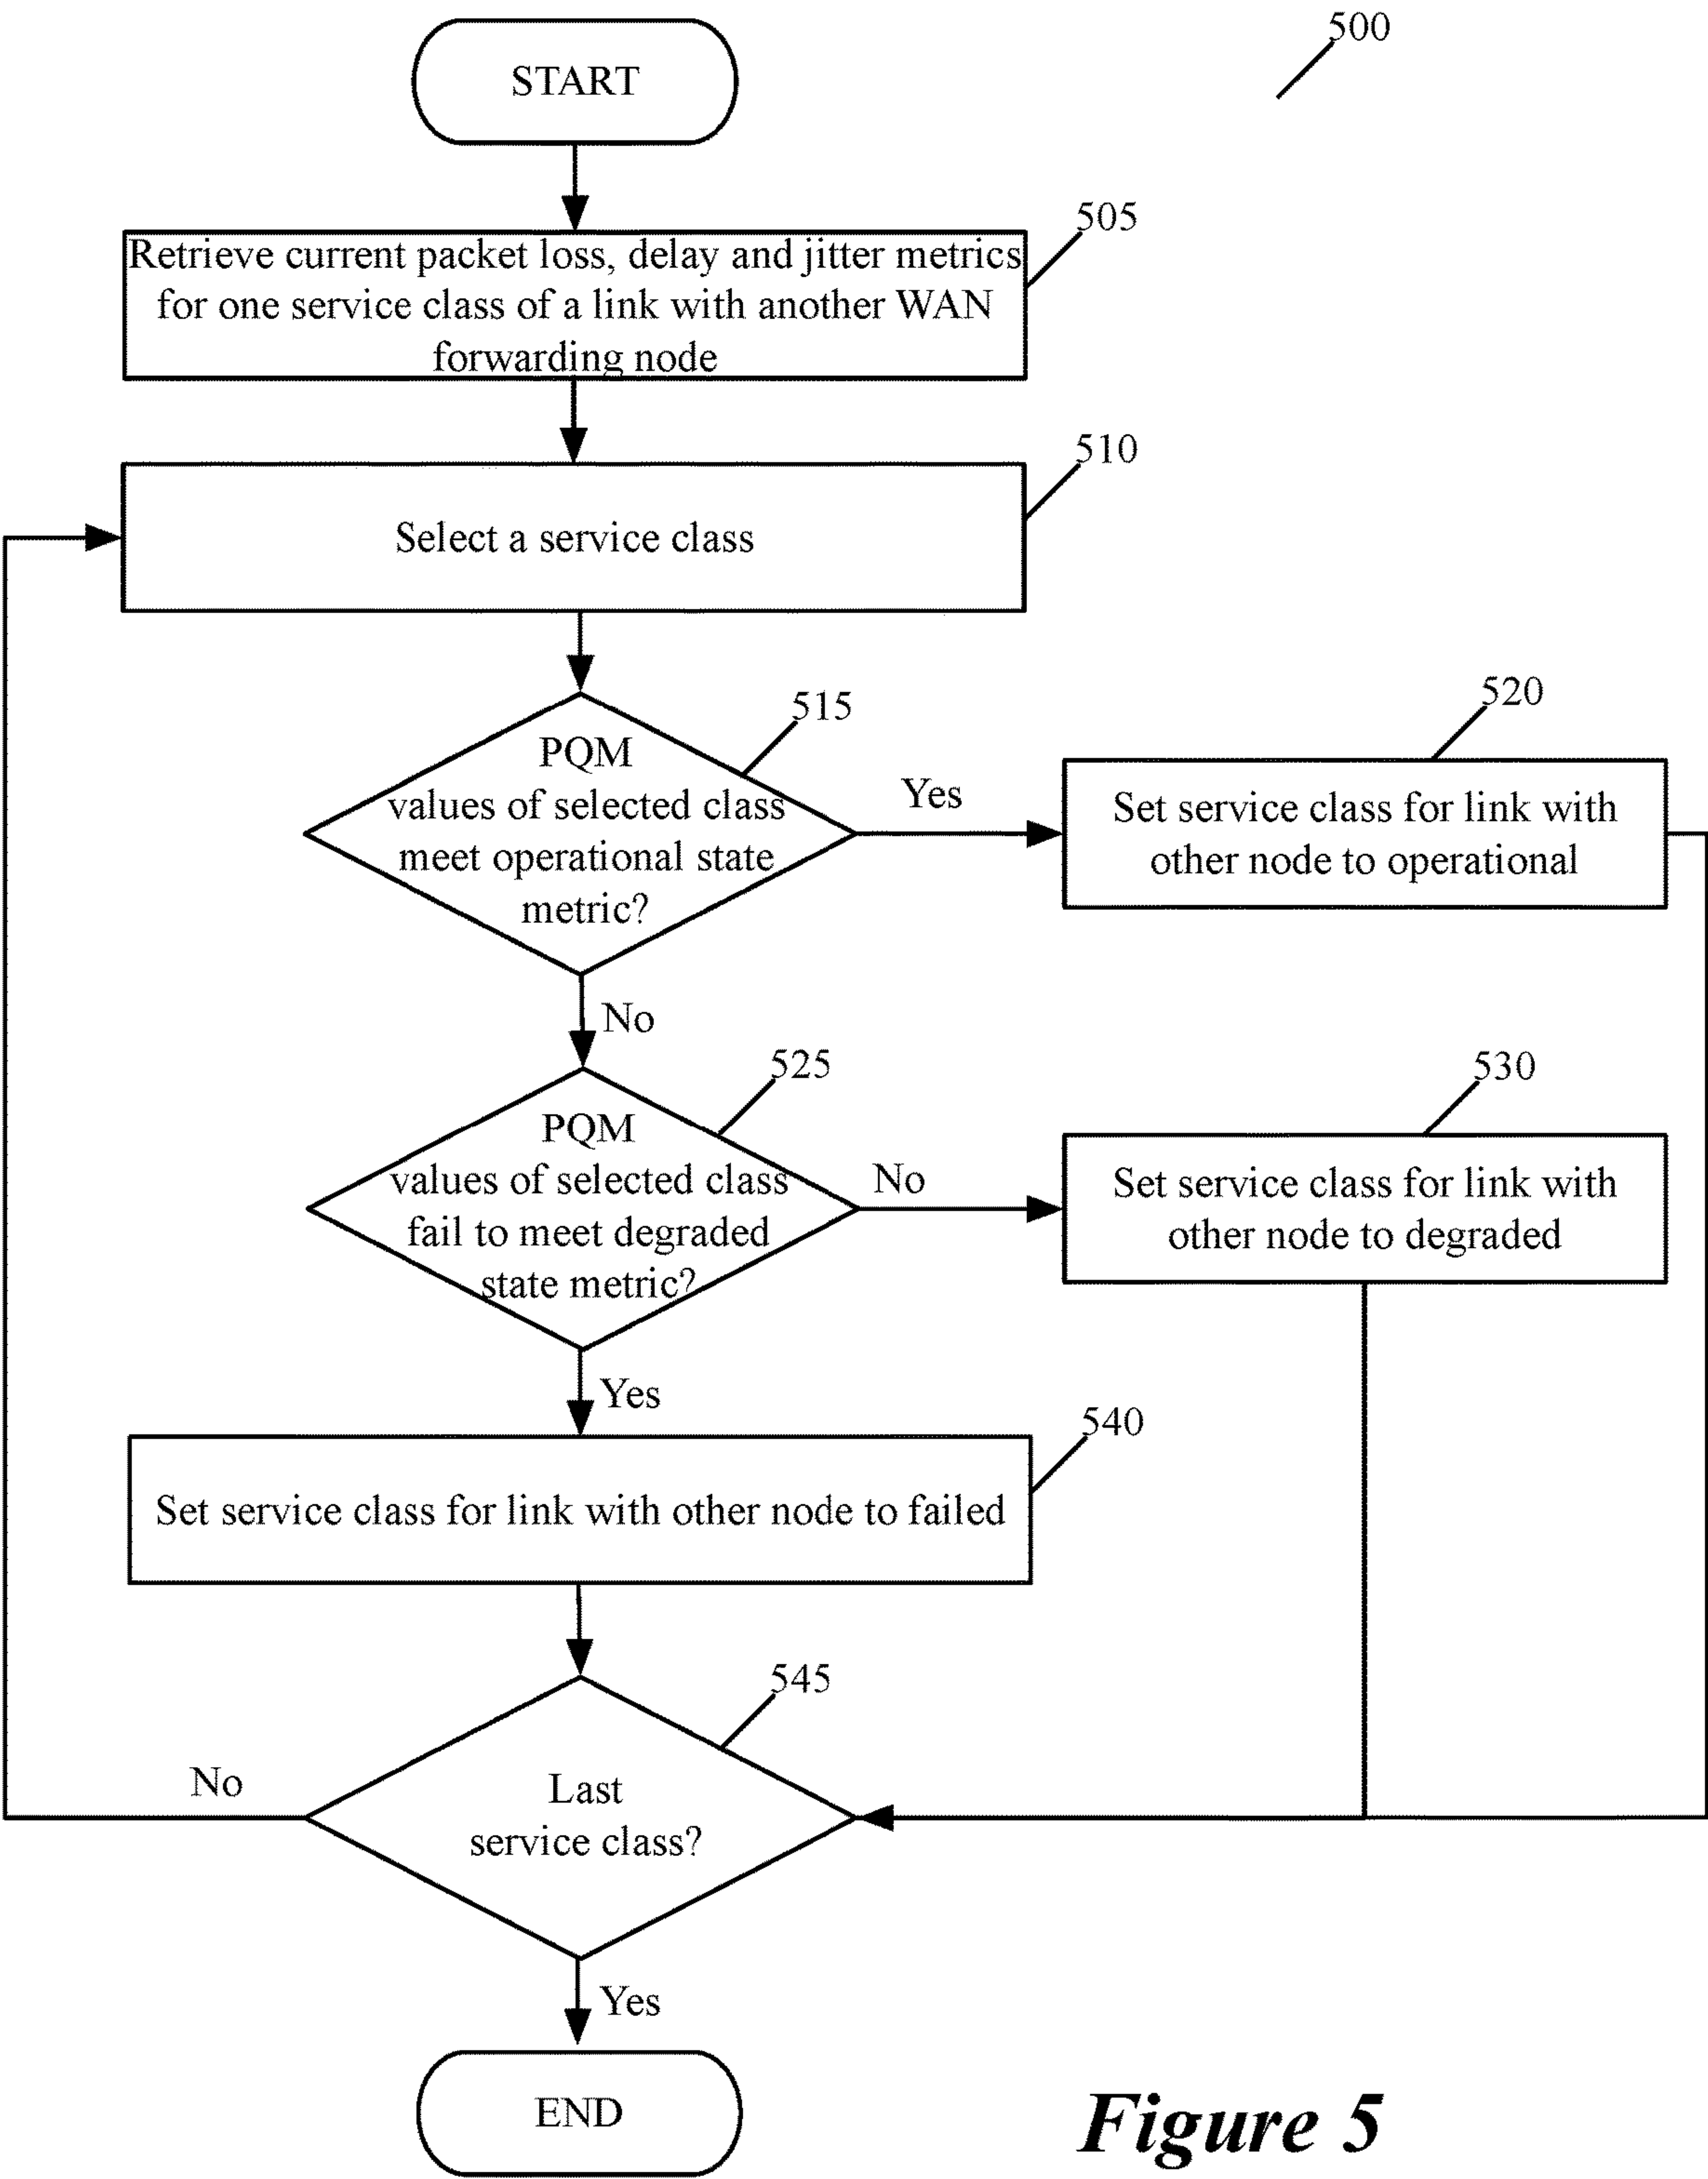 500
START
505
Retrieve current packet loss, delay and jitter metrics
for one service class of a link with another WAN
forwarding node
510
Select a service class
515
PQM
values of selected class
meet operational state
metric?
Yes
520
Set service class for link with
other node to operational
No
525
PQM
values of selected class
fail to meet degraded
state metric?
No
530
Set service class for link with
other node to degraded
Yes
540
Set service class for link with other node to failed
545
Last
service class?
No
Yes
END
Figure 5